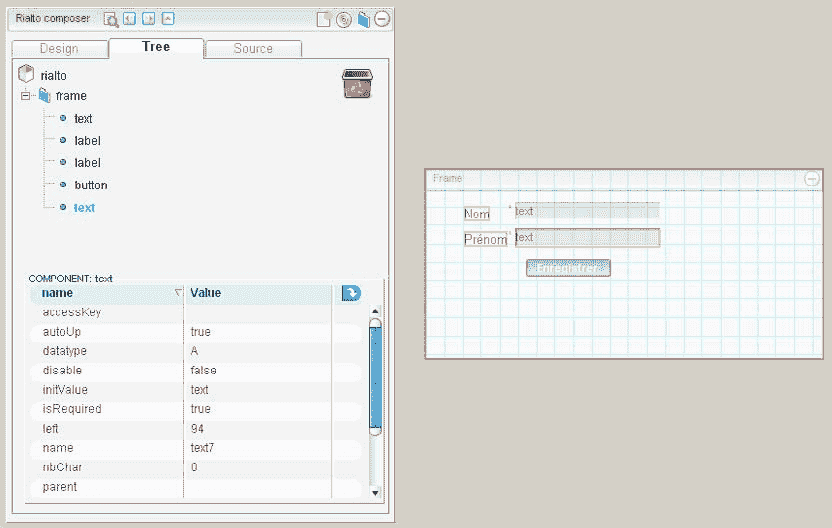 Rialto composer
Design Tree Source
rialto
frame
text
label
label
button
text
COMPONENT: text
name Value
accessKey
autoUp true
datatype A
disable false
initValue text
isRequired true
left 94
name text7
nbChar 0
parent
Frame
Nom * text
Prénom * text
Enregistrer